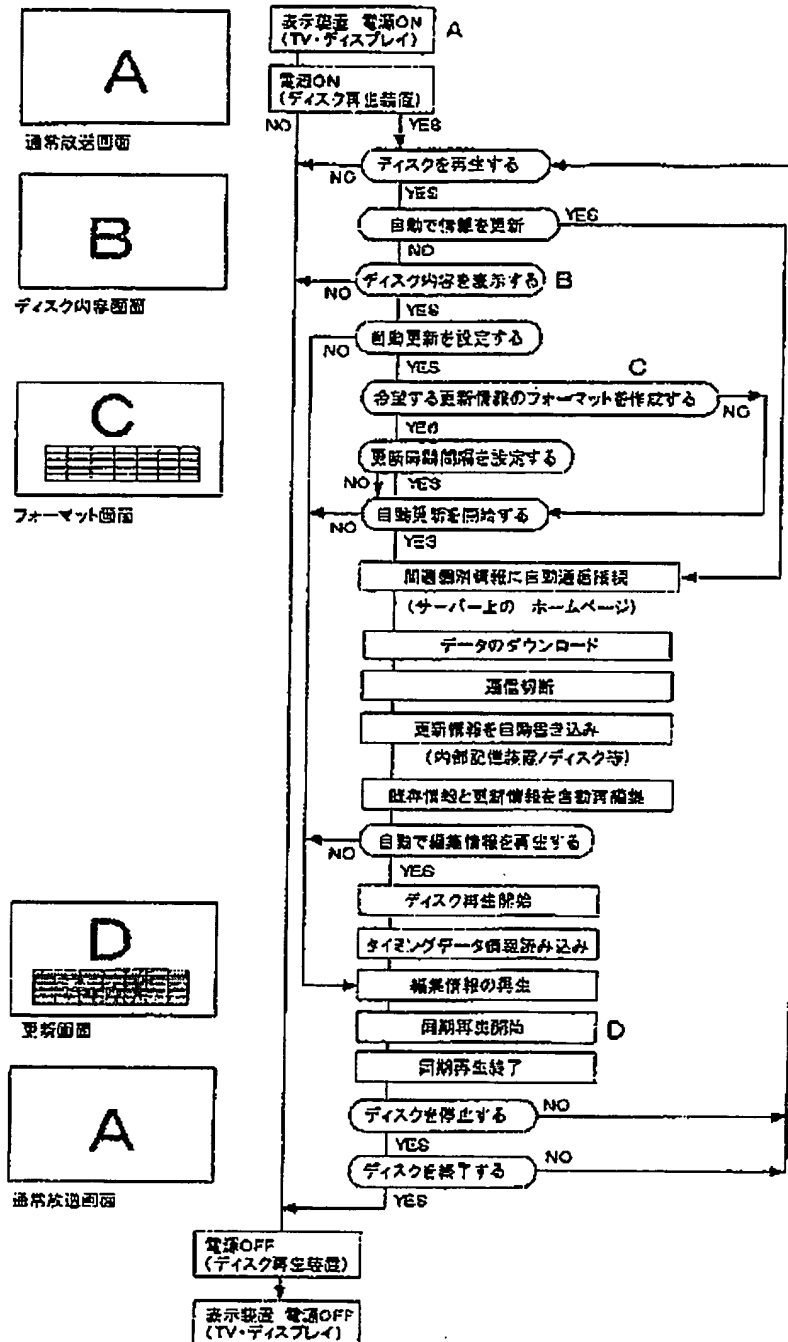 A
通常放送画面
B
ディスク内容画面
C
フォーマット画面
D
更新画面
A
通常放送画面
表示装置 電源ON
(TV・ディスプレイ)
A
電源ON
(ディスク再生装置)
NO
YES
ディスクを再生する
NO
YES
自動で情報を更新
YES
NO
ディスク内容を表示する
B
NO
YES
自動更新を設定する
NO
YES
C
希望する更新情報のフォーマットを作成する
NO
YES
更新時期間隔を設定する
NO
YES
自動更新を開始する
NO
YES
関連個別情報に自動通信接続
(サーバー上の ホームページ)
データのダウンロード
通信切断
更新情報を自動書き込み
(内部記憶装置/ディスク等)
既存情報と更新情報を自動再編集
自動で編集情報を再生する
NO
YES
ディスク再生開始
タイミングデータ情報読み込み
編集情報の再生
同期再生開始
D
同期再生終了
ディスクを停止する
NO
YES
ディスクを終了する
NO
YES
電源OFF
(ディスク再生装置)
表示装置 電源OFF
(TV・ディスプレイ)